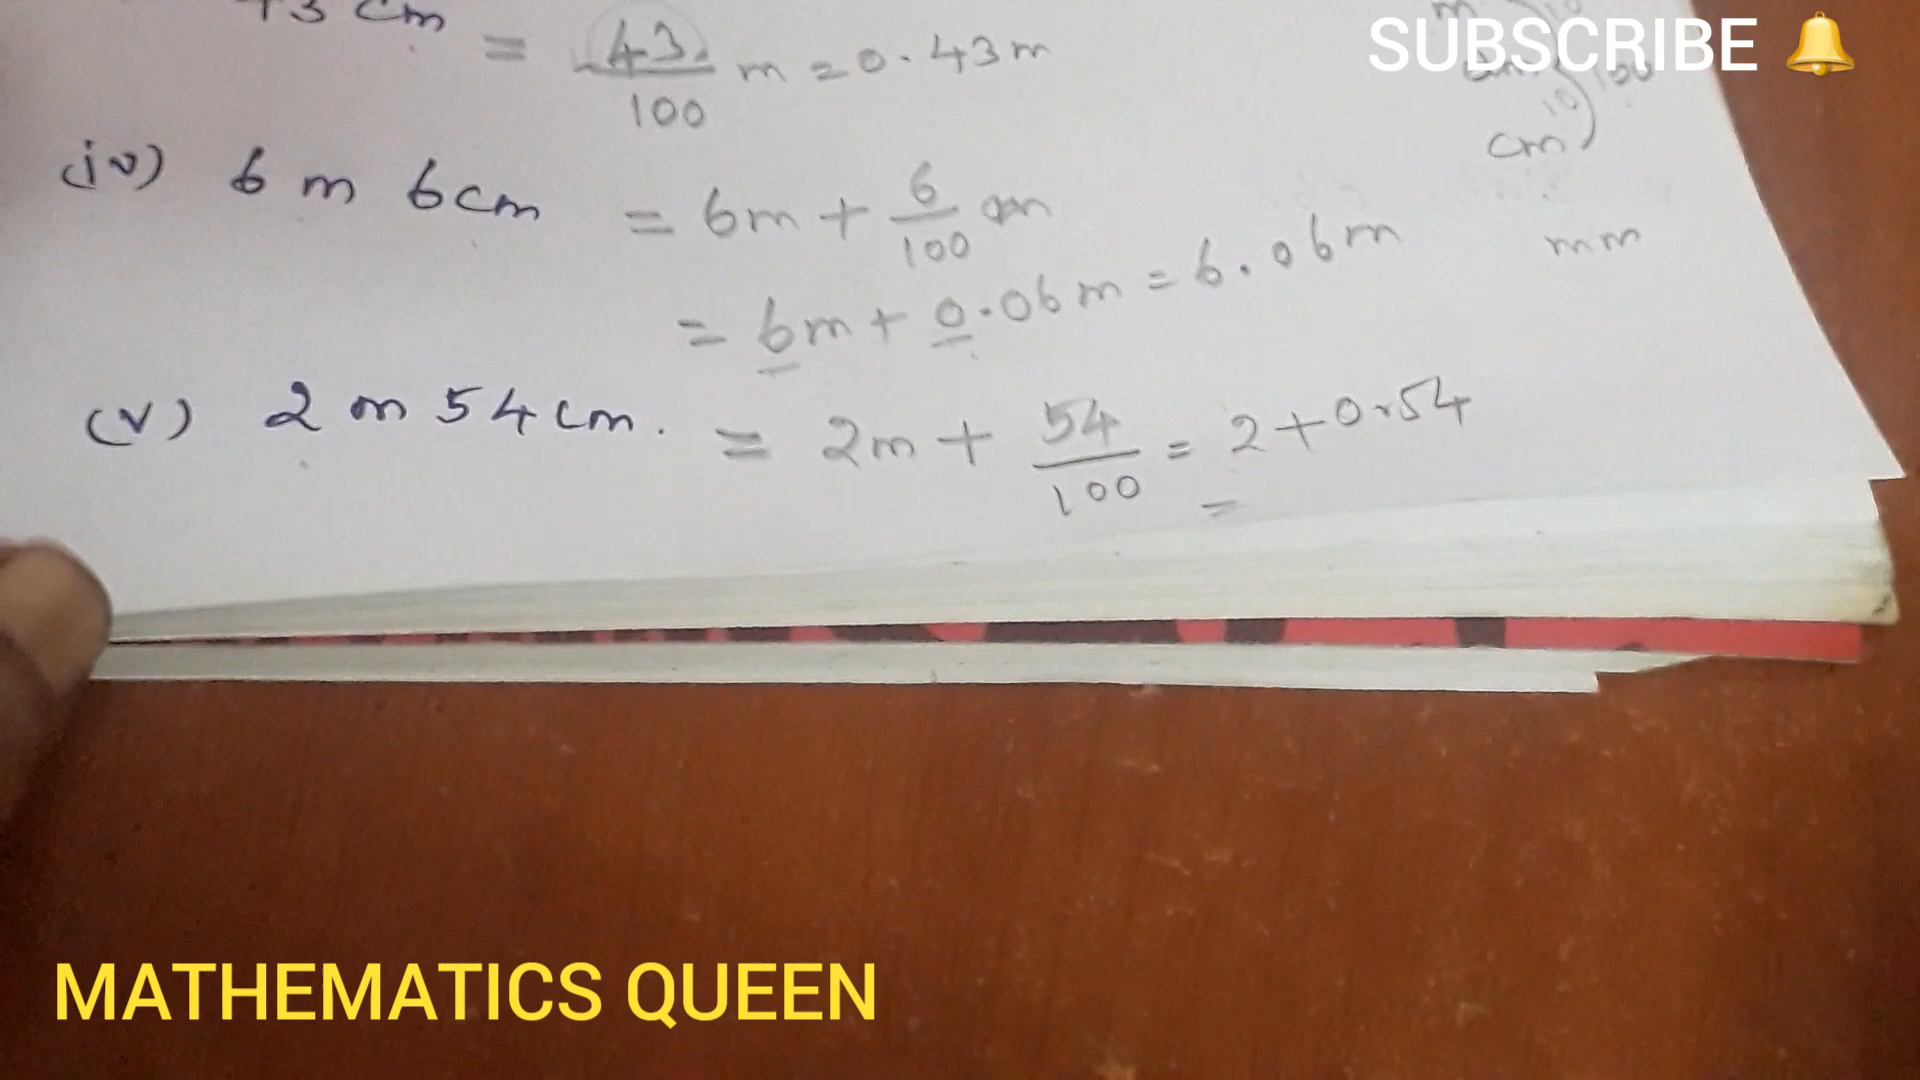 SUBSCRIBE 🔔
cm = 43/100 m = 0.43m
(iv) 6 m 6cm = 6m + 6/100 m
= 6m + 0.06m = 6.06m
(v) 2 m 54 cm. = 2m + 54/100 = 2+0.54
=
cm
mm
MATHEMATICS QUEEN